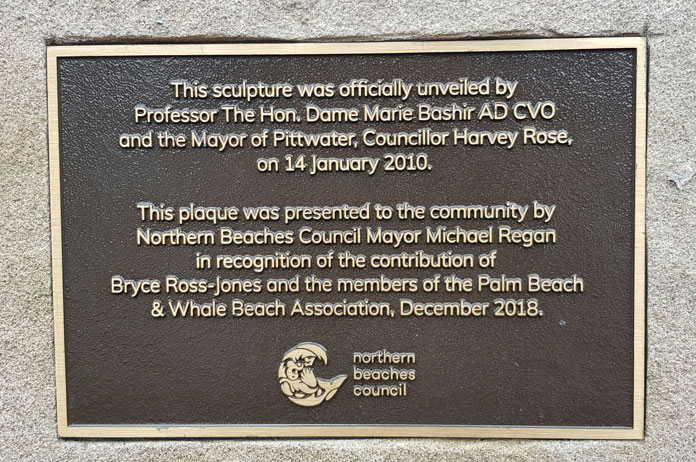 This sculpture was officially unveiled by
Professor The Hon. Dame Marie Bashir AD CVO
and the Mayor of Pittwater, Councillor Harvey Rose,
on 14 January 2010.
This plaque was presented to the community by
Northern Beaches Council Mayor Michael Regan
in recognition of the contribution of
Bryce Ross-Jones and the members of the Palm Beach
& Whale Beach Association, December 2018.
northern
beaches
council